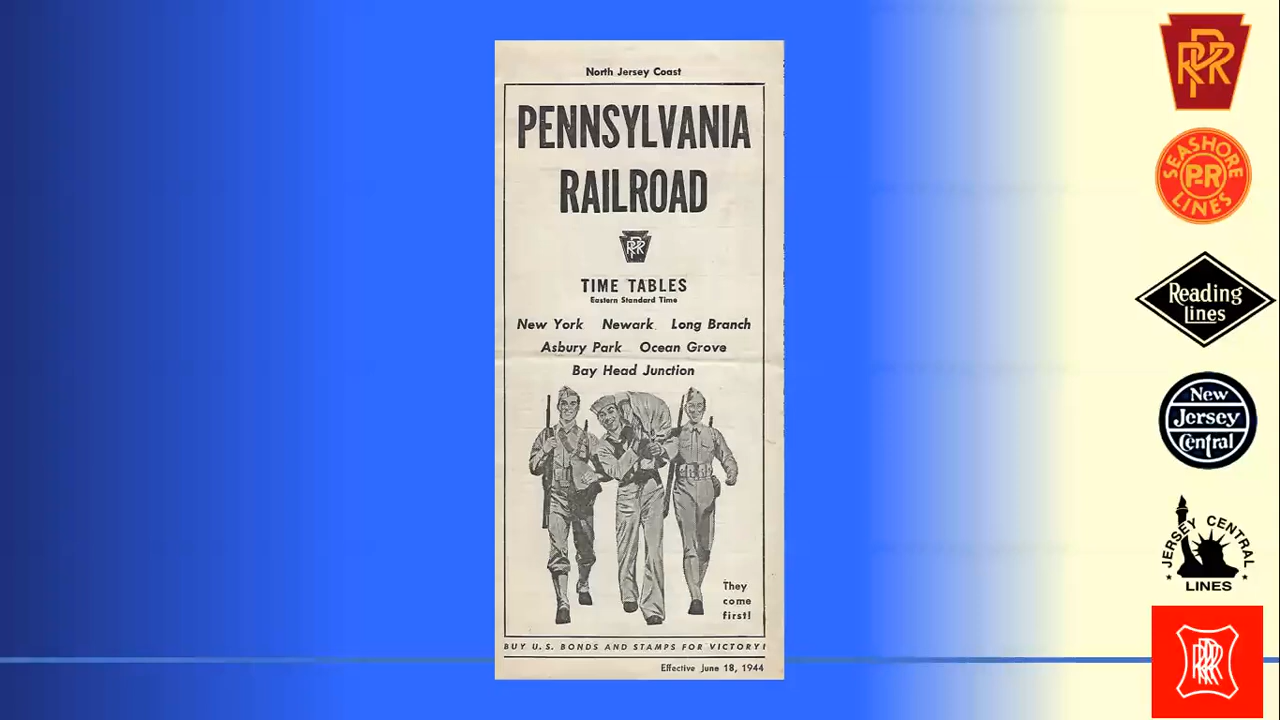 North Jersey Coast
PENNSYLVANIA
RAILROAD
PRR
TIME TABLES
Eastern Standard Time
New York Newark Long Branch
Asbury Park Ocean Grove
Bay Head Junction
They
come
first!
BUY U.S. BONDS AND STAMPS FOR VICTORY!
Effective June 18, 1944
PRR
SEASHORE
P-R
LINES
Reading
Lines
New
Jersey
Central
JERSEY CENTRAL
LINES